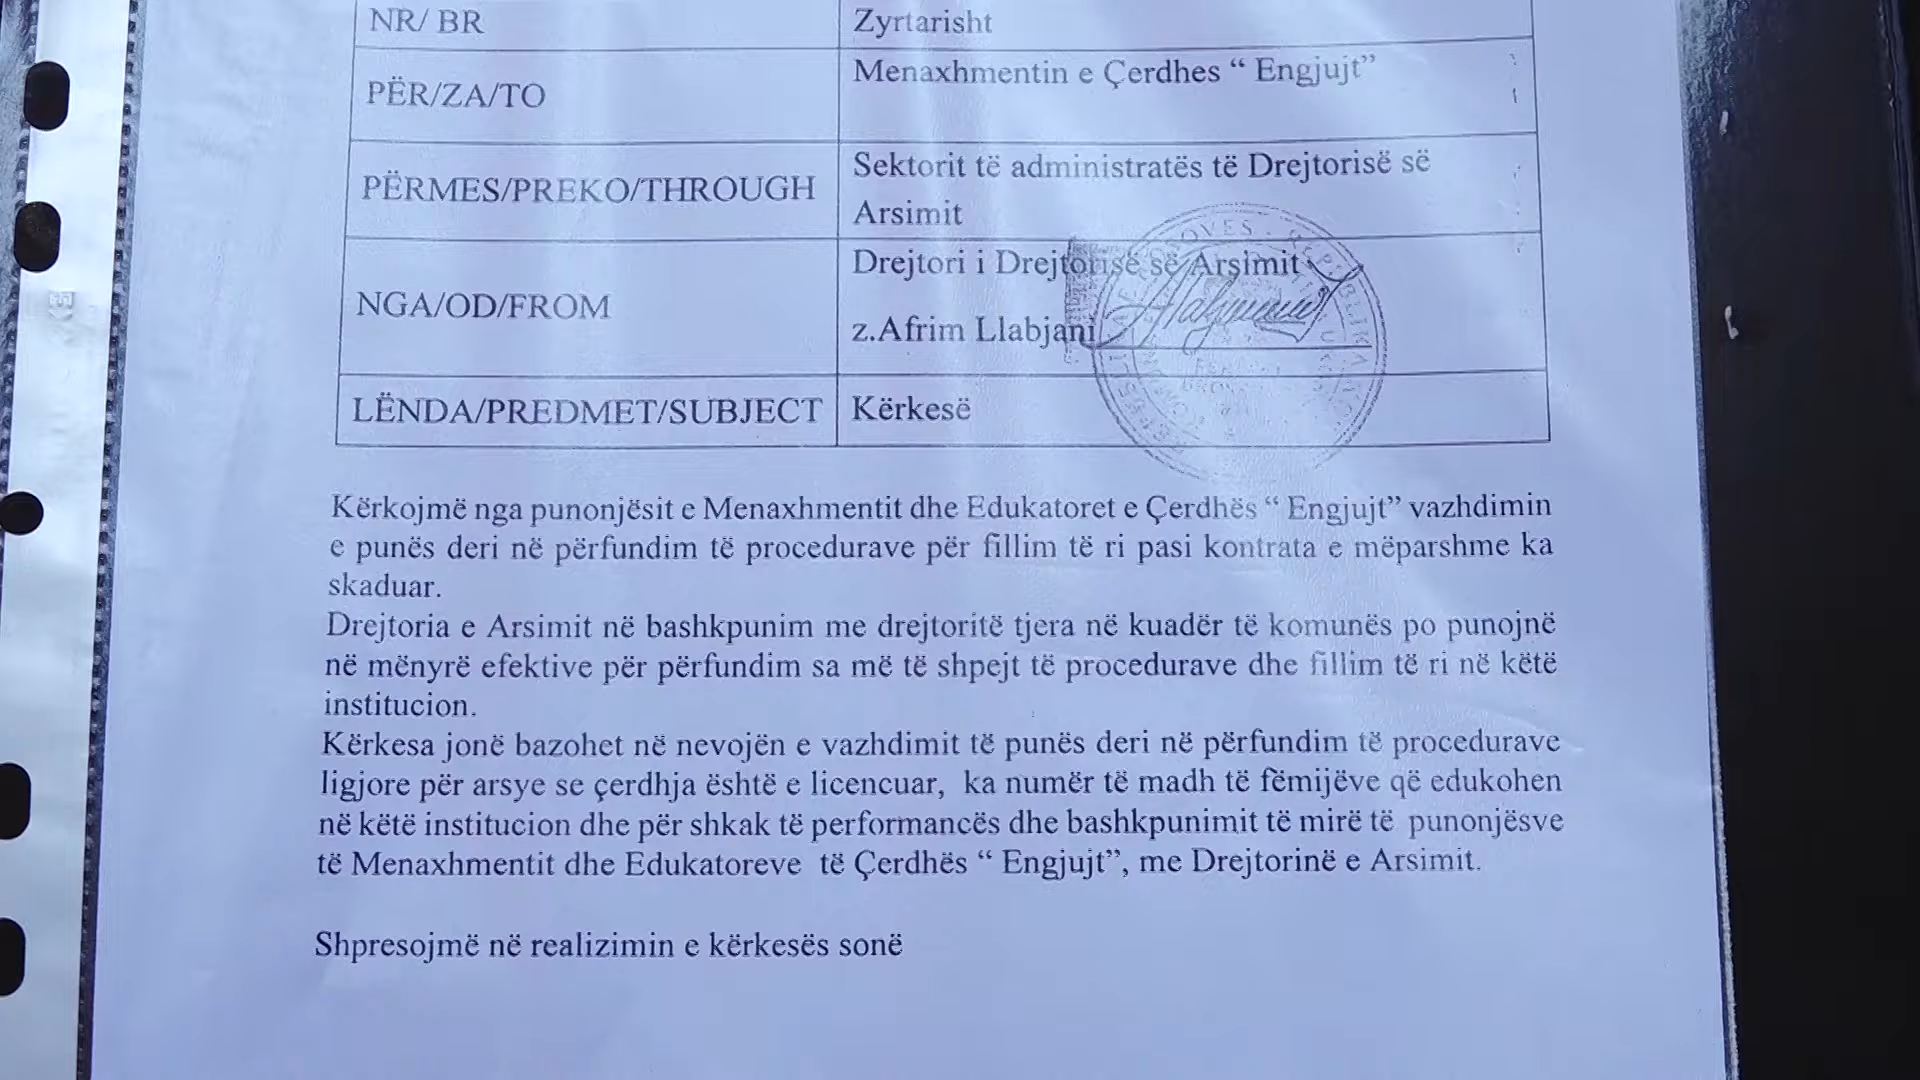 NR/ BR
Zyrtarisht
PËR/ZA/TO
Menaxhmentin e Çerdhes “ Engjujt”
PËRMES/PREKO/THROUGH
Sektorit të administratës të Drejtorisë së
Arsimit
NGA/OD/FROM
Drejtori i Drejtorisë së Arsimit
z.Afrim Llabjani
LËNDA/PREDMET/SUBJECT
Kërkesë
Kërkojmë nga punonjësit e Menaxhmentit dhe Edukatoret e Çerdhës “ Engjujt” vazhdimin
e punës deri në përfundim të procedurave për fillim të ri pasi kontrata e mëparshme ka
skaduar.
Drejtoria e Arsimit në bashkpunim me drejtoritë tjera në kuadër të komunës po punojnë
në mënyrë efektive për përfundim sa më të shpejt të procedurave dhe fillim të ri në këtë
institucion.
Kërkesa jonë bazohet në nevojën e vazhdimit të punës deri në përfundim të procedurave
ligjore për arsye se çerdhja është e licencuar, ka numër të madh të fëmijëve që edukohen
në këtë institucion dhe për shkak të performancës dhe bashkpunimit të mirë të punonjësve
të Menaxhmentit dhe Edukatoreve të Çerdhës “ Engjujt”, me Drejtorinë e Arsimit.
Shpresojmë në realizimin e kërkesës sonë